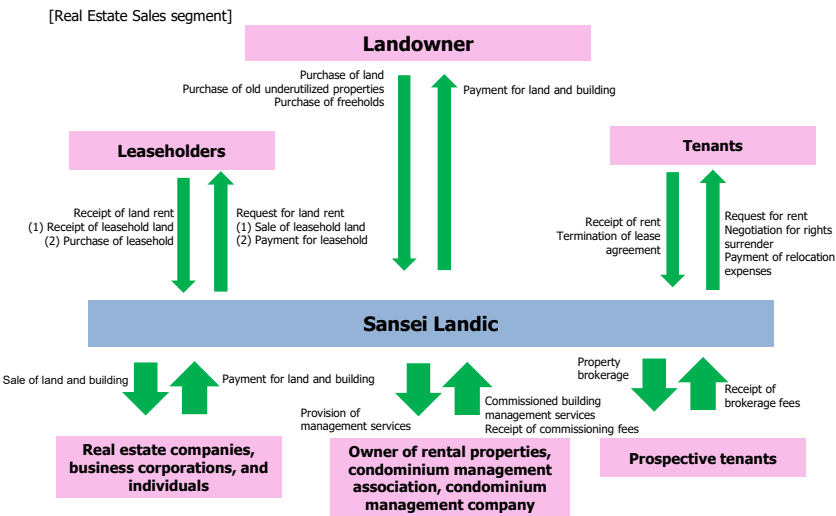 [Real Estate Sales segment]
Landowner
Purchase of land
Purchase of old underutilized properties
Purchase of freeholds
Payment for land and building
Leaseholders
Tenants
Receipt of land rent
(1) Receipt of leasehold land
(2) Purchase of leasehold
Request for land rent
(1) Sale of leasehold land
(2) Payment for leasehold
Receipt of rent
Termination of lease
agreement
Request for rent
Negotiation for rights
surrender
Payment of relocation
expenses
Sansei Landic
Sale of land and building
Payment for land and building
Provision of
management services
Commissioned building
management services
Receipt of commissioning fees
Property
brokerage
Receipt of
brokerage fees
Real estate companies,
business corporations, and
individuals
Owner of rental properties,
condominium management
association, condominium
management company
Prospective tenants